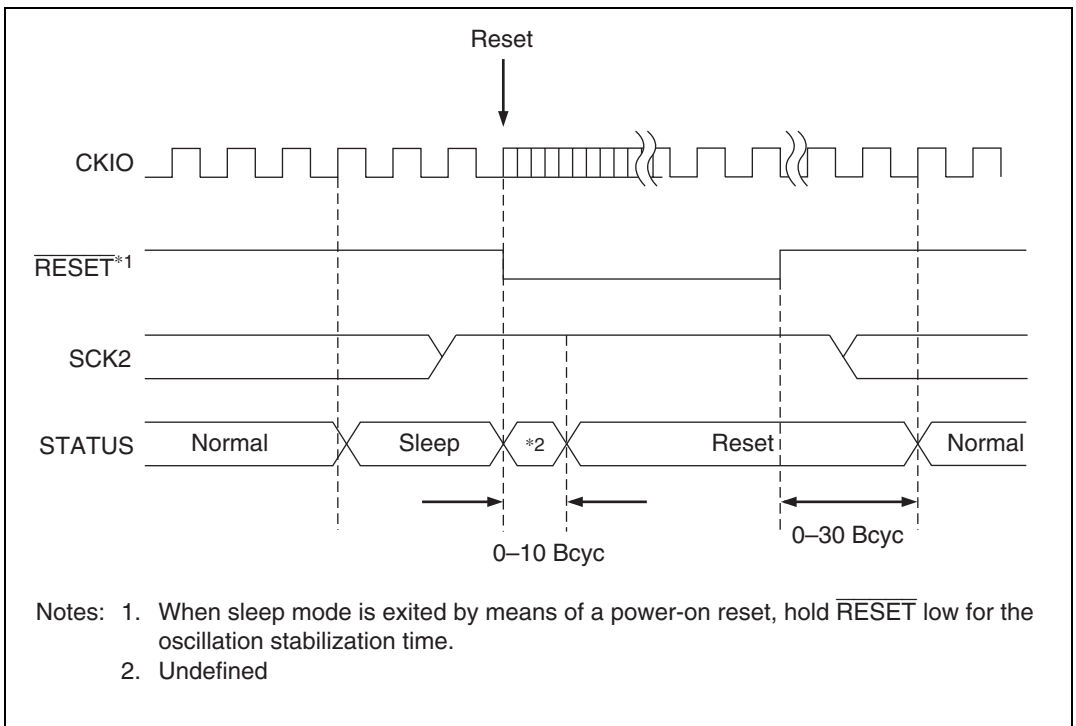 Reset
CKIO
RESET*1
SCK2
STATUS Normal Sleep *2 Reset Normal
0–10 Bcyc
0–30 Bcyc
Notes: 1. When sleep mode is exited by means of a power-on reset, hold RESET low for the
oscillation stabilization time.
2. Undefined